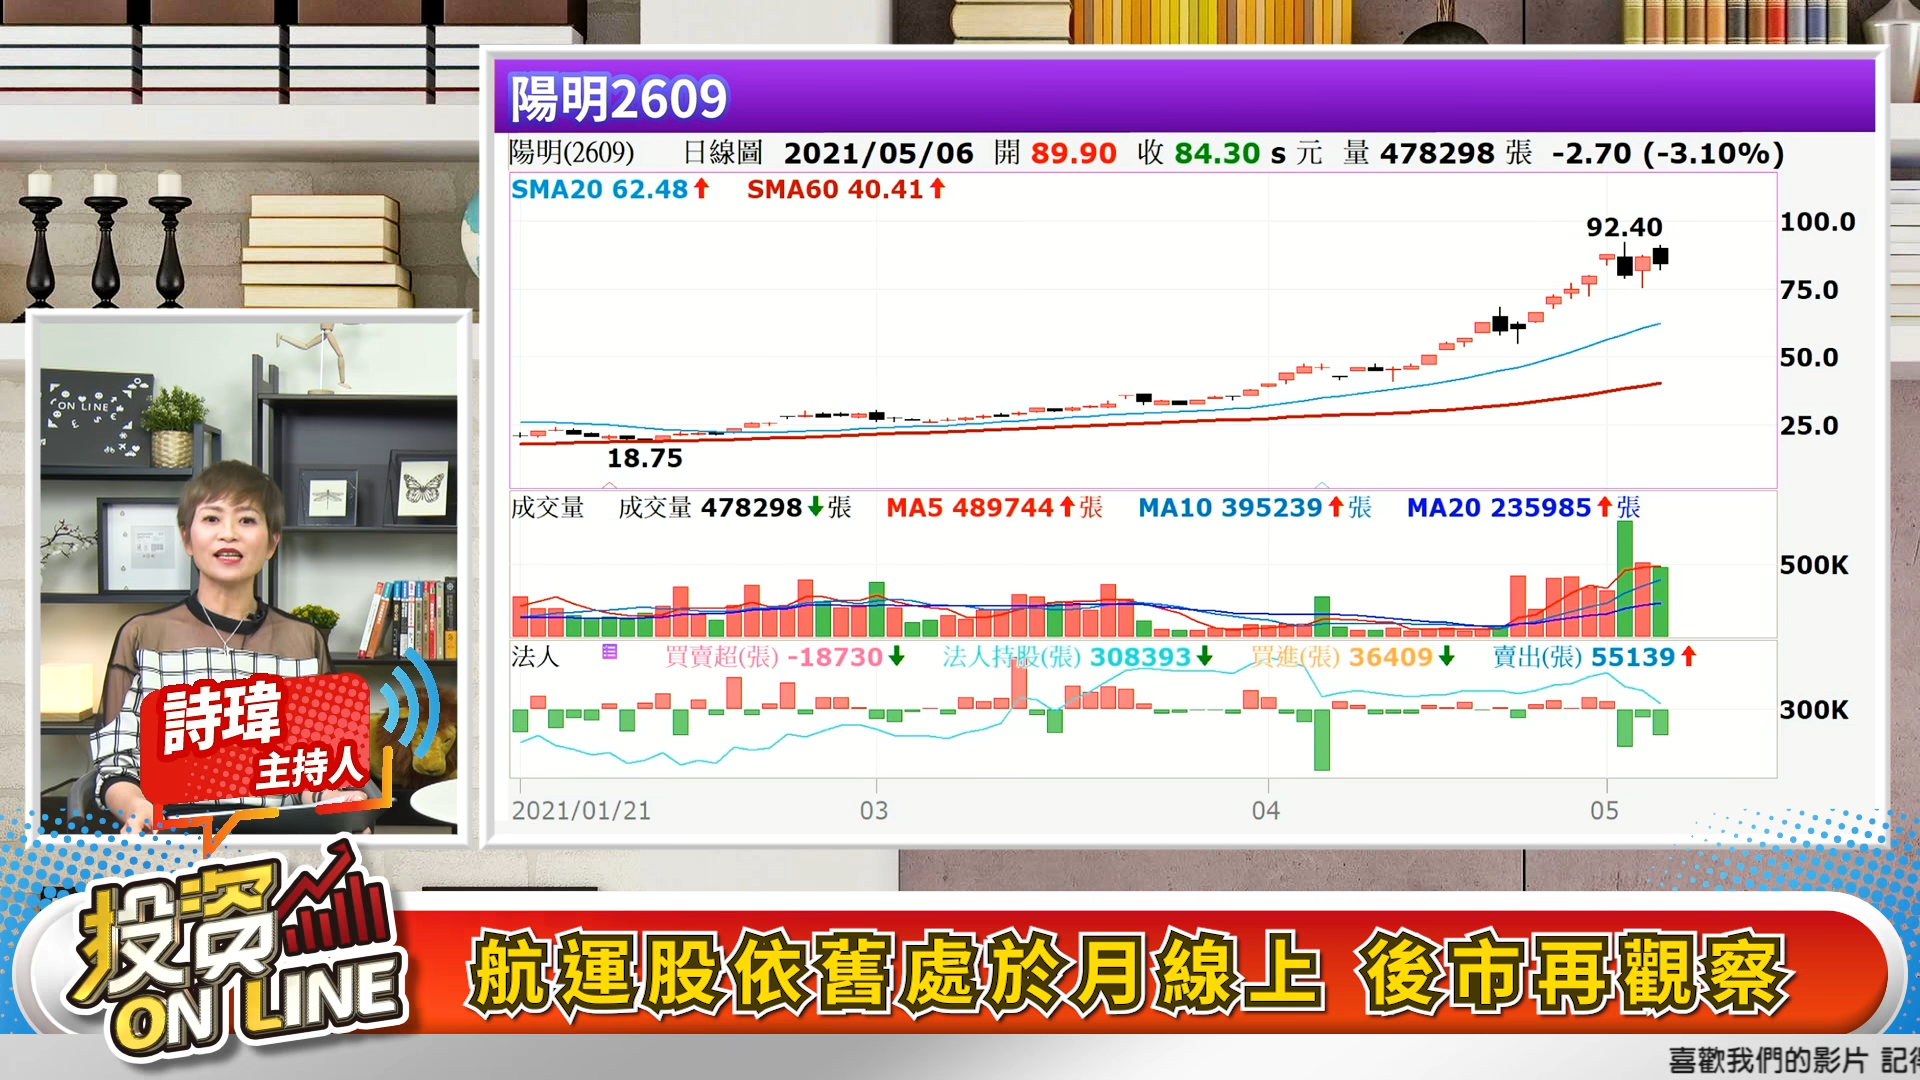 陽明2609
陽明(2609) 日線圖 2021/05/06 開 89.90 收 84.30 s 元 量 478298 張 -2.70 (-3.10%)
SMA20 62.48 SMA60 40.41
92.40
100.0
75.0
50.0
25.0
18.75
成交量 成交量 478298 張 MA5 489744 張 MA10 395239 張 MA20 235985 張
500K
法人 買賣超(張) -18730 法人持股(張) 308393 買進(張) 36409 賣出(張) 55139
300K
2021/01/21 03 04 05
ON LINE
詩瑋
主持人
投資
ON LINE
航運股依舊處於月線上 後市再觀察
喜歡我們的影片 記得